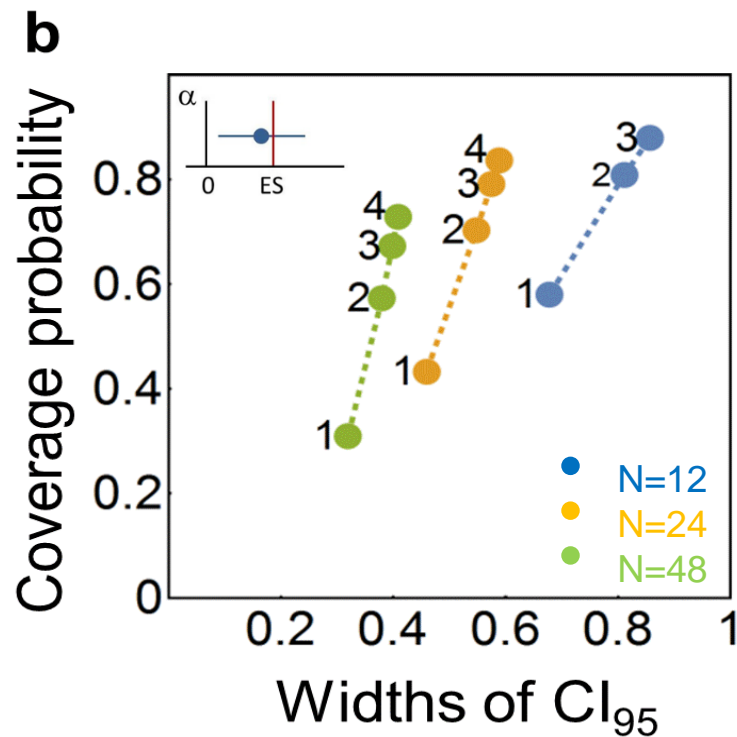 b
Coverage probability
α
0 ES
0.8
0.6
0.4
0.2
0
4
3
2
1
4
3
2
1
3
2
1
N=12
N=24
N=48
0.2 0.4 0.6 0.8 1
Widths of CI95